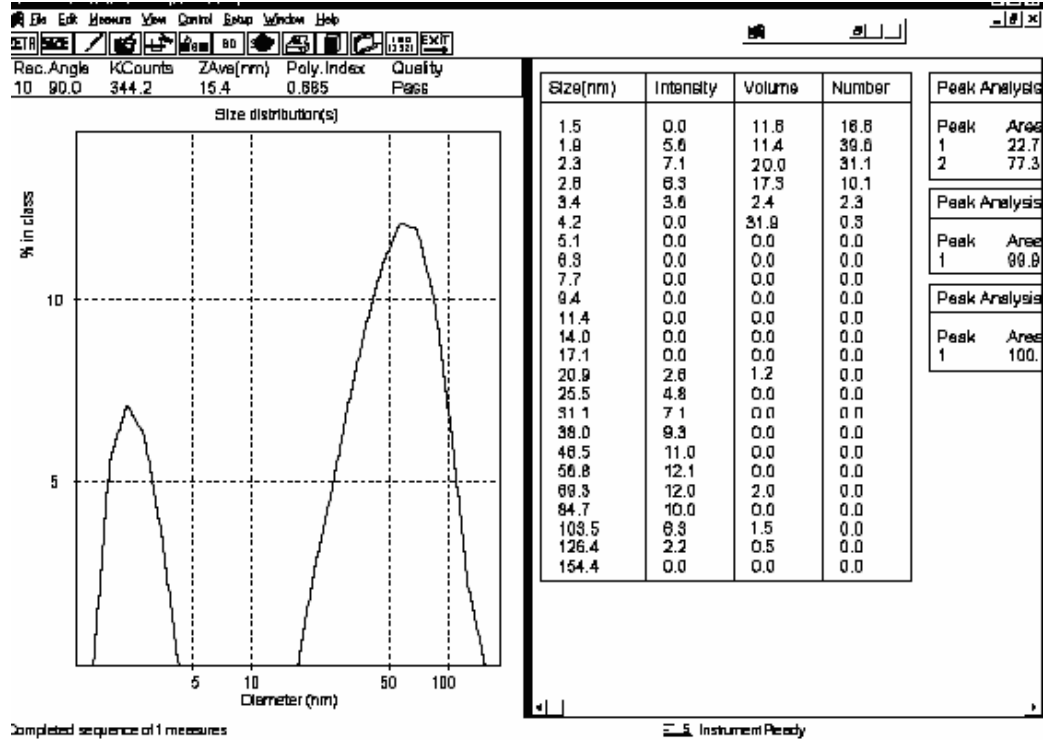 File Edit Measure View Control Setup Window Help
EXIT
Rec. Angle KCounts ZAve(nm) Poly.Index Quality
10 90.0 344.2 15.4 0.665 Pass
Size distribution(s)
% in class
10
5
5 10 50 100
Diameter (nm)
Size(nm) Intensity Volume Number
1.5 0.0 11.6 16.6
1.9 5.6 11.4 39.6
2.3 7.1 20.0 31.1
2.8 6.3 17.3 10.1
3.4 3.6 2.4 2.3
4.2 0.0 31.9 0.3
5.1 0.0 0.0 0.0
6.3 0.0 0.0 0.0
7.7 0.0 0.0 0.0
9.4 0.0 0.0 0.0
11.4 0.0 0.0 0.0
14.0 0.0 0.0 0.0
17.1 0.0 0.0 0.0
20.9 2.6 1.2 0.0
25.5 4.8 0.0 0.0
31.1 7.1 0.0 0.0
38.0 9.3 0.0 0.0
46.5 11.0 0.0 0.0
56.8 12.1 0.0 0.0
69.3 12.0 2.0 0.0
84.7 10.0 0.0 0.0
103.5 6.3 1.5 0.0
126.4 2.2 0.5 0.0
154.4 0.0 0.0 0.0
Peak Analysis
Peak Area
1 22.7
2 77.3
Peak Analysis
Peak Area
1 99.9
Peak Analysis
Peak Area
1 100.
Completed sequence of 1 measures
Instrument Ready